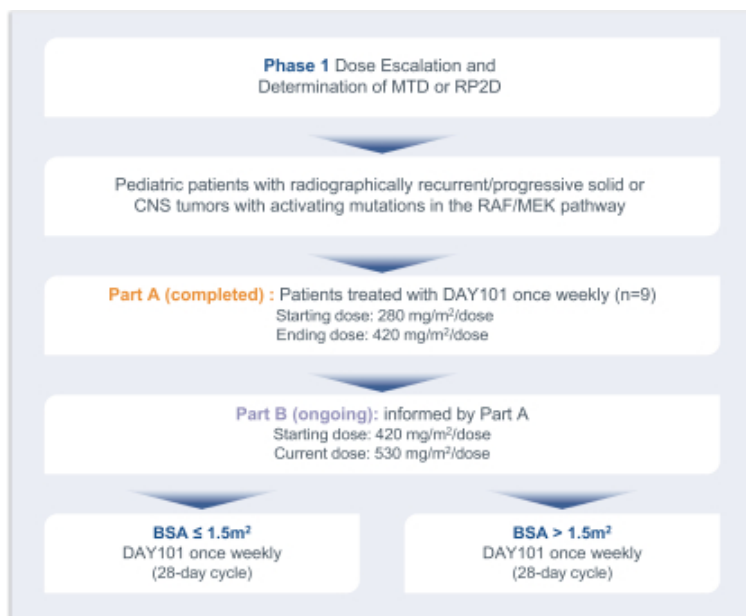 Phase 1 Dose Escalation and
Determination of MTD or RP2D
Pediatric patients with radiographically recurrent/progressive solid or
CNS tumors with activating mutations in the RAF/MEK pathway
Part A (completed) : Patients treated with DAY101 once weekly (n=9)
Starting dose: 280 mg/m²/dose
Ending dose: 420 mg/m²/dose
Part B (ongoing): informed by Part A
Starting dose: 420 mg/m²/dose
Current dose: 530 mg/m²/dose
BSA ≤ 1.5m²
DAY101 once weekly
(28-day cycle)
BSA > 1.5m²
DAY101 once weekly
(28-day cycle)